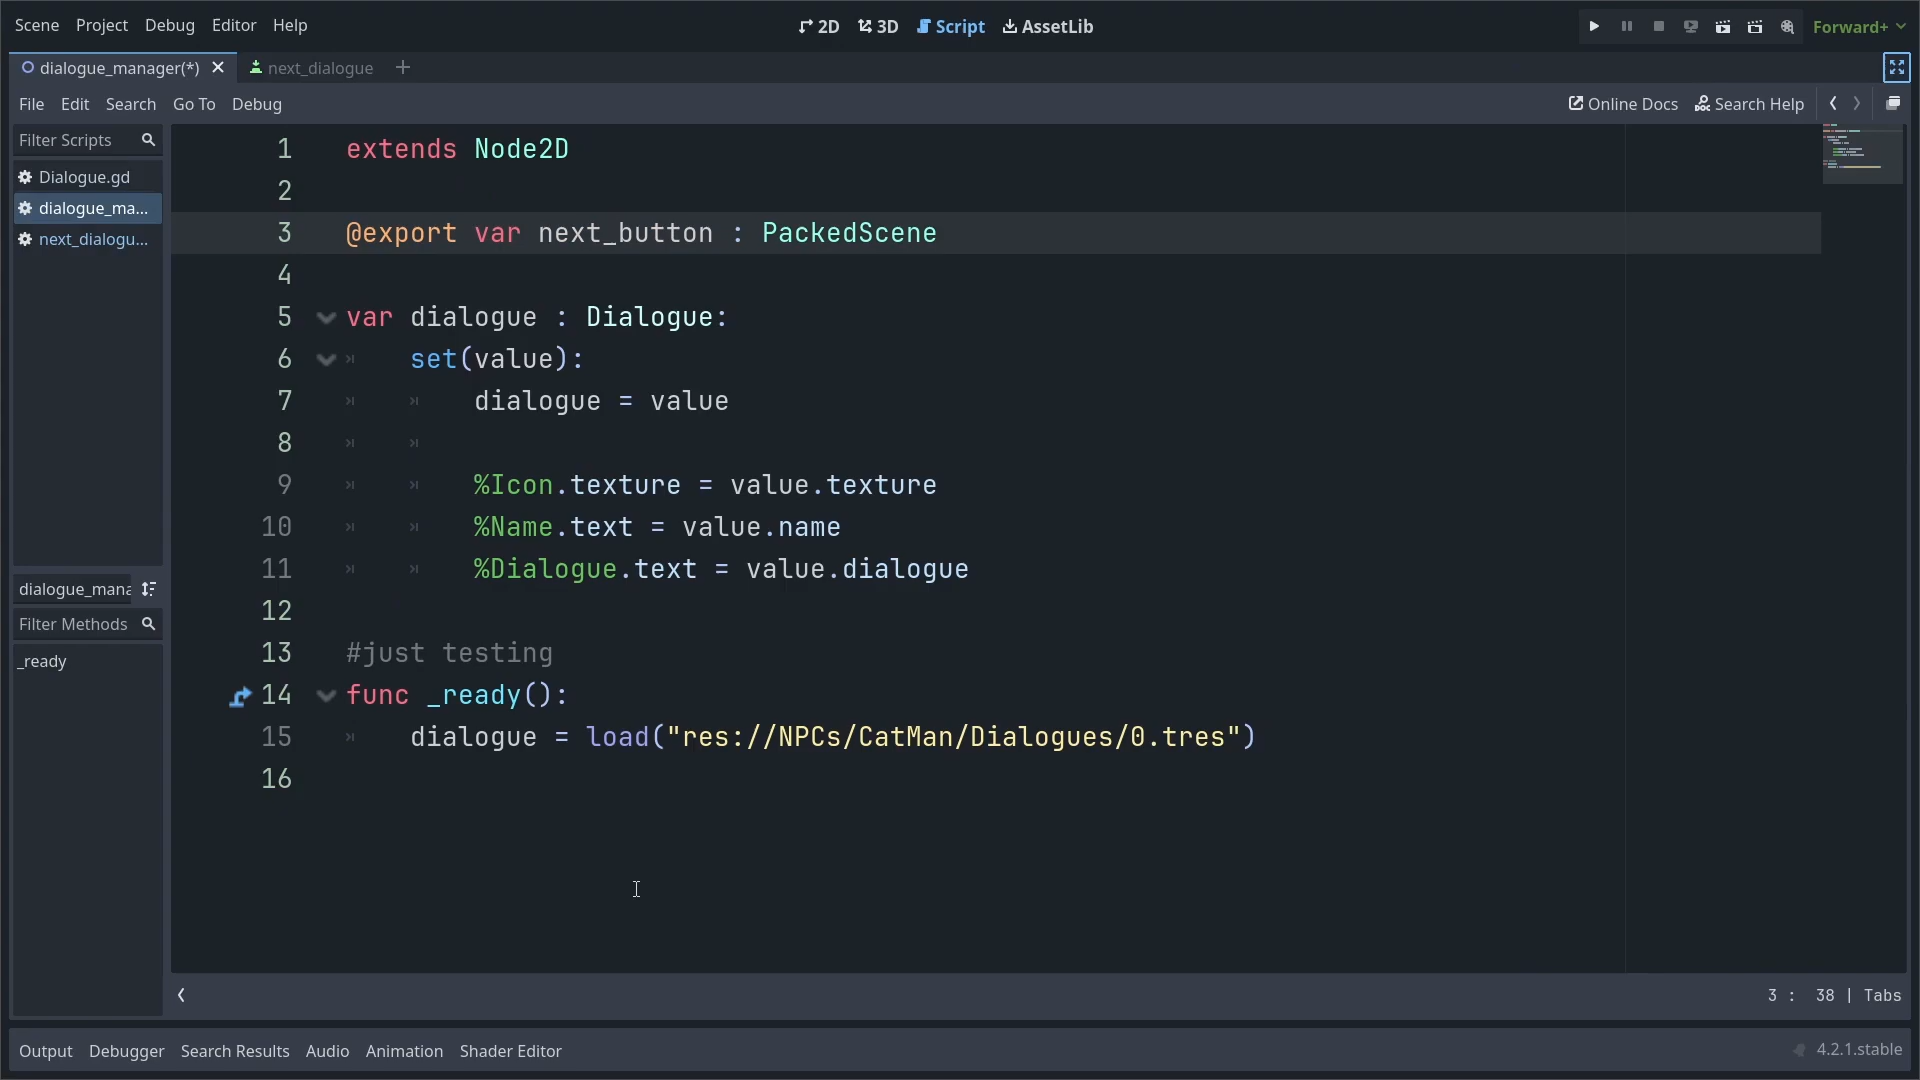 Scene Project Debug Editor Help 2D 3D Script AssetLib Forward+
dialogue_manager(*) next_dialogue
File Edit Search Go To Debug Online Docs Search Help
Filter Scripts
Dialogue.gd
dialogue_ma...
next_dialogu...
dialogue_mana
Filter Methods
_ready
1 extends Node2D
2
3 @export var next_button : PackedScene
4
5 var dialogue : Dialogue:
6 set(value):
7 dialogue = value
8
9 %Icon.texture = value.texture
10 %Name.text = value.name
11 %Dialogue.text = value.dialogue
12
13 #just testing
14 func _ready():
15 dialogue = load("res://NPCs/CatMan/Dialogues/0.tres")
16
3 : 38 | Tabs
Output Debugger Search Results Audio Animation Shader Editor 4.2.1.stable